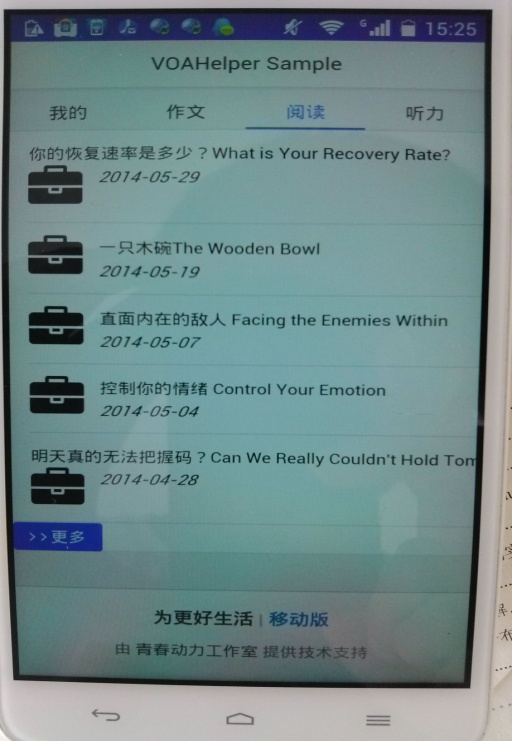 G 15:25
VOAHelper Sample
我的 作文 阅读 听力
你的恢复速率是多少？What is Your Recovery Rate?
2014-05-29
一只木碗The Wooden Bowl
2014-05-19
直面内在的敌人 Facing the Enemies Within
2014-05-07
控制你的情绪 Control Your Emotion
2014-05-04
明天真的无法把握码？Can We Really Couldn't Hold Tom
2014-04-28
>>更多
为更好生活 | 移动版
由 青春动力工作室 提供技术支持